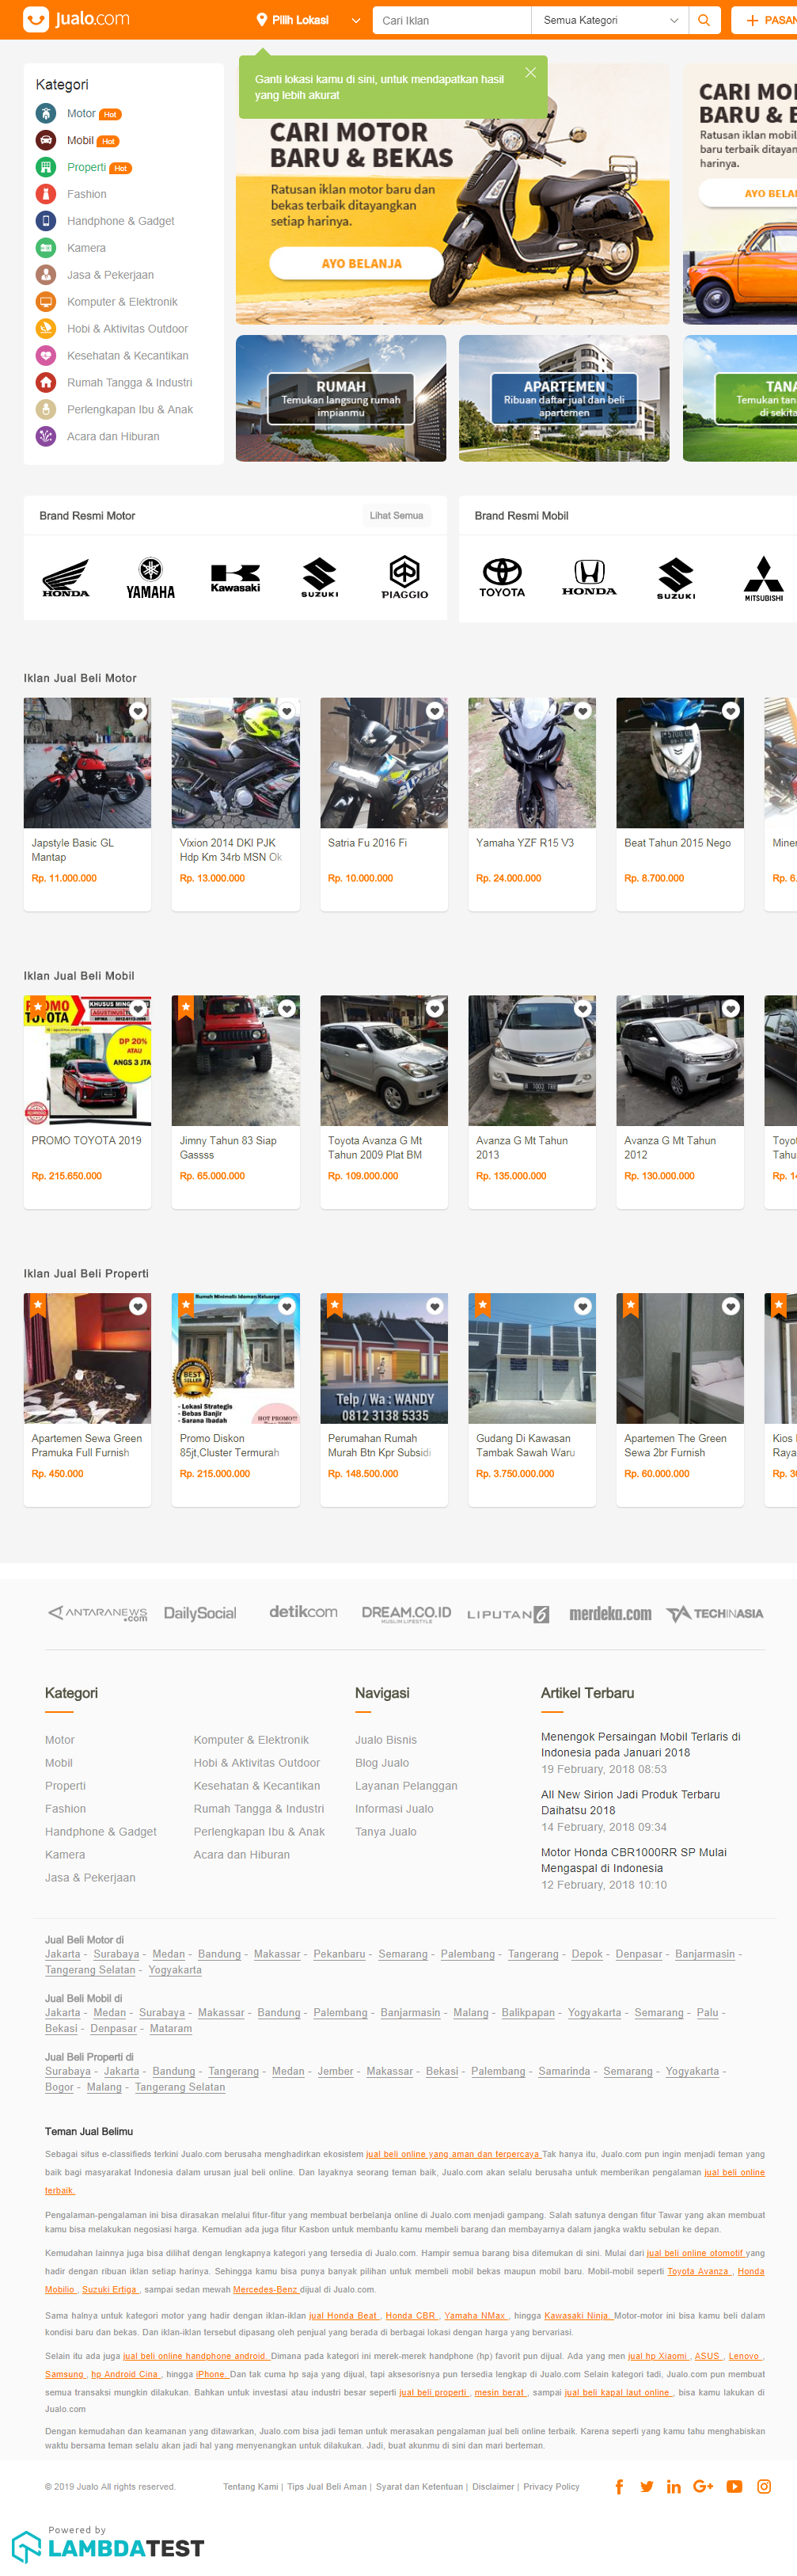 Jualo.com
Pilih Lokasi
Cari Iklan
Semua Kategori
Ganti lokasi kamu di sini, untuk mendapatkan hasil
yang lebih akurat
Kategori
Motor Hot
Mobil Hot
Properti Hot
Fashion
Handphone & Gadget
Kamera
Jasa & Pekerjaan
Komputer & Elektronik
Hobi & Aktivitas Outdoor
Kesehatan & Kecantikan
Rumah Tangga & Industri
Perlengkapan Ibu & Anak
Acara dan Hiburan
CARI MOTOR
BARU & BEKAS
Ratusan iklan motor baru dan
bekas terbaik ditayangkan
setiap harinya.
AYO BELANJA
BARU &
Ratusan iklan
baru terbaik
harinya.
RUMAH
Temukan langsung rumah
impianmu
APARTEMEN
Ribuan daftar jual dan beli
apartemen
Brand Resmi Motor
Lihat Semua
HONDA
YAMAHA
Kawasaki
SUZUKI
PIAGGIO
Brand Resmi Mobil
TOYOTA
HONDA
SUZUKI
MITSUBISHI
Iklan Jual Beli Motor
Japstyle Basic GL
Mantap
Rp. 11.000.000
Vixion 2014 DKI PJK
Hdp Km 34rb MSN Ok
Rp. 13.000.000
Satria Fu 2016 Fi
Rp. 10.000.000
Yamaha YZF R15 V3
Rp. 24.000.000
Beat Tahun 2015 Nego
Rp. 8.700.000
Iklan Jual Beli Mobil
PROMO
TOYOTA
DP 20%
ATAU
ANGS 3 JTA
PROMO TOYOTA 2019
Rp. 215.650.000
Jimny Tahun 83 Siap
Gassss
Rp. 65.000.000
Toyota Avanza G Mt
Tahun 2009 Plat BM
Rp. 109.000.000
Avanza G Mt Tahun
2013
Rp. 135.000.000
Avanza G Mt Tahun
2012
Rp. 130.000.000
Iklan Jual Beli Properti
Apartemen Sewa Green
Pramuka Full Furnish
Rp. 450.000
Rumah Minimalis Idaman Keluarga
BEST
SELLER
- Lokasi Strategis
- Bebas Banjir
- Sarana Ibadah
HOT PROMO!!
Promo Diskon
85jt,Cluster Termurah
Rp. 215.000.000
Telp / Wa : WANDY
0812 3138 5335
Perumahan Rumah
Murah Btn Kpr Subsidi
Rp. 148.500.000
Gudang Di Kawasan
Tambak Sawah Waru
Rp. 3.750.000.000
Apartemen The Green
Sewa 2br Furnish
Rp. 60.000.000
ANTARANEWS.com
DailySocial
detikcom
DREAM.CO.ID
MUSLIM LIFESTYLE
LIPUTAN 6
merdeka.com
TECHINASIA
Kategori
Motor
Mobil
Properti
Fashion
Handphone & Gadget
Kamera
Jasa & Pekerjaan
Komputer & Elektronik
Hobi & Aktivitas Outdoor
Kesehatan & Kecantikan
Rumah Tangga & Industri
Perlengkapan Ibu & Anak
Acara dan Hiburan
Navigasi
Jualo Bisnis
Blog Jualo
Layanan Pelanggan
Informasi Jualo
Tanya Jualo
Artikel Terbaru
Menengok Persaingan Mobil Terlaris di
Indonesia pada Januari 2018
19 February, 2018 08:53
All New Sirion Jadi Produk Terbaru
Daihatsu 2018
14 February, 2018 09:34
Motor Honda CBR1000RR SP Mulai
Mengaspal di Indonesia
12 February, 2018 10:10
Jual Beli Motor di
Jakarta - Surabaya - Medan - Bandung - Makassar - Pekanbaru - Semarang - Palembang - Tangerang - Depok - Denpasar - Banjarmasin -
Tangerang Selatan - Yogyakarta
Jual Beli Mobil di
Jakarta - Medan - Surabaya - Makassar - Bandung - Palembang - Banjarmasin - Malang - Balikpapan - Yogyakarta - Semarang - Palu -
Bekasi - Denpasar - Mataram
Jual Beli Properti di
Surabaya - Jakarta - Bandung - Tangerang - Medan - Jember - Makassar - Bekasi - Palembang - Samarinda - Semarang - Yogyakarta -
Bogor - Malang - Tangerang Selatan
Teman Jual Belimu
Sebagai situs e-classifieds terkini Jualo.com berusaha menghadirkan ekosistem jual beli online yang aman dan terpercaya Tak hanya itu, Jualo.com pun ingin menjadi teman yang
baik bagi masyarakat Indonesia dalam urusan jual beli online. Dan layaknya seorang teman baik, Jualo.com akan selalu berusaha untuk memberikan pengalaman jual beli online
terbaik.
Pengalaman-pengalaman ini bisa dirasakan melalui fitur-fitur yang membuat berbelanja online di Jualo.com menjadi gampang. Salah satunya dengan fitur Tawar yang akan membuat
kamu bisa melakukan negosiasi harga. Kemudian ada juga fitur Kasbon untuk membantu kamu membeli barang dan membayarnya dalam jangka waktu sebulan ke depan.
Kemudahan lainnya juga bisa dilihat dengan lengkapnya kategori yang tersedia di Jualo.com. Hampir semua barang bisa ditemukan di sini. Mulai dari jual beli online otomotif yang
hadir dengan ribuan iklan setiap harinya. Sehingga kamu bisa punya banyak pilihan untuk membeli mobil bekas maupun mobil baru. Mobil-mobil seperti Toyota Avanza , Honda
Mobilio , Suzuki Ertiga , sampai sedan mewah Mercedes-Benz dijual di Jualo.com.
Sama halnya untuk kategori motor yang hadir dengan iklan-iklan jual Honda Beat , Honda CBR , Yamaha NMax , hingga Kawasaki Ninja. Motor-motor ini bisa kamu beli dalam
kondisi baru dan bekas. Dan iklan-iklan tersebut dipasang oleh penjual yang berada di berbagai lokasi dengan harga yang bervariasi.
Selain itu ada juga jual beli online handphone android. Dimana pada kategori ini merek-merek handphone (hp) favorit pun dijual. Ada yang men jual hp Xiaomi , ASUS , Lenovo ,
Samsung , hp Android Cina , hingga iPhone. Dan tak cuma hp saja yang dijual, tapi aksesorisnya pun tersedia lengkap di Jualo.com Selain kategori tadi, Jualo.com pun membuat
semua transaksi mungkin dilakukan. Bahkan untuk investasi atau industri besar seperti jual beli properti , mesin berat , sampai jual beli kapal laut online , bisa kamu lakukan di
Jualo.com
Dengan kemudahan dan keamanan yang ditawarkan, Jualo.com bisa jadi teman untuk merasakan pengalaman jual beli online terbaik. Karena seperti yang kamu tahu menghabiskan
waktu bersama teman selalu akan jadi hal yang menyenangkan untuk dilakukan. Jadi, buat akunmu di sini dan mari berteman.
© 2019 Jualo All rights reserved.
Tentang Kami | Tips Jual Beli Aman | Syarat dan Ketentuan | Disclaimer | Privacy Policy
Powered by
LAMBDATEST